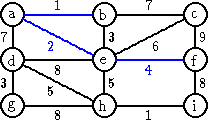 a 1 b 7 c
7 2 3 6 9
d 8 e 4 f
3 5 5 8
g 8 h 1 i